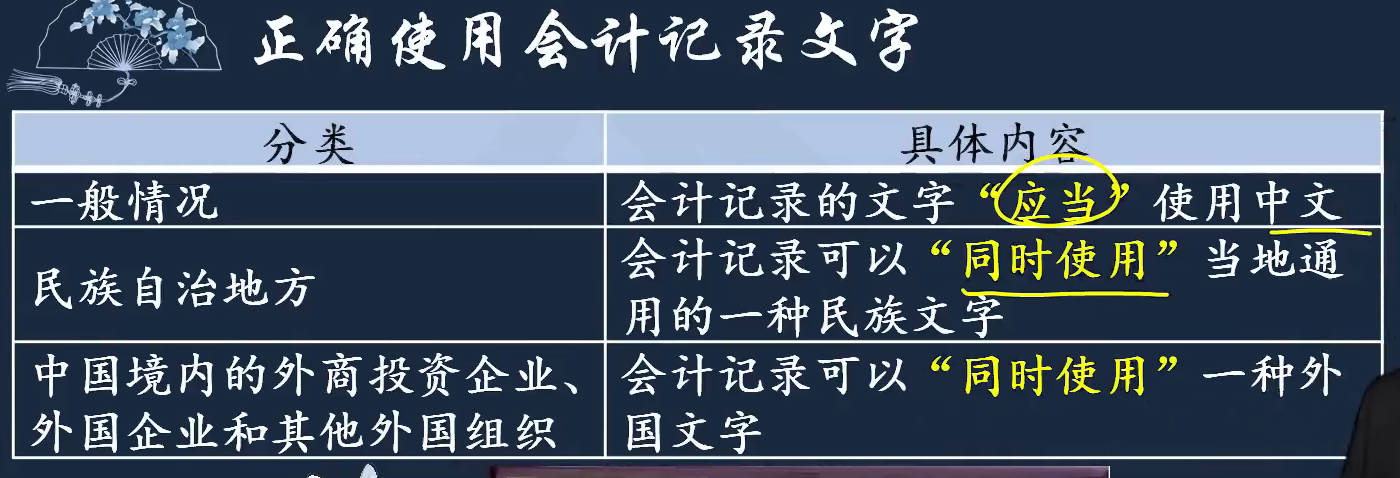 正确使用会计记录文字
分类
具体内容
一般情况
会计记录的文字“应当”使用中文
民族自治地方
会计记录可以“同时使用”当地通
用的一种民族文字
中国境内的外商投资企业、
外国企业和其他外国组织
会计记录可以“同时使用”一种外
国文字